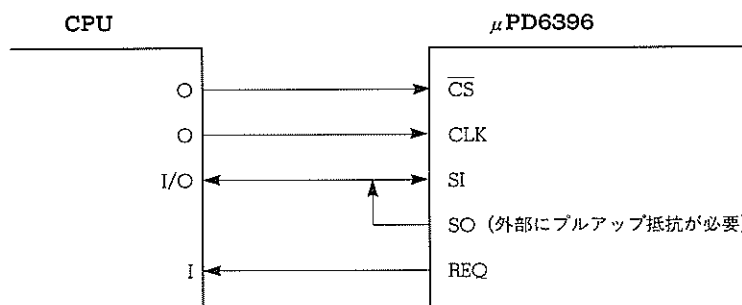 CPU
μPD6396
O
CS
O
CLK
I/O
SI
SO (外部にプルアップ抵抗が必要)
I
REQ